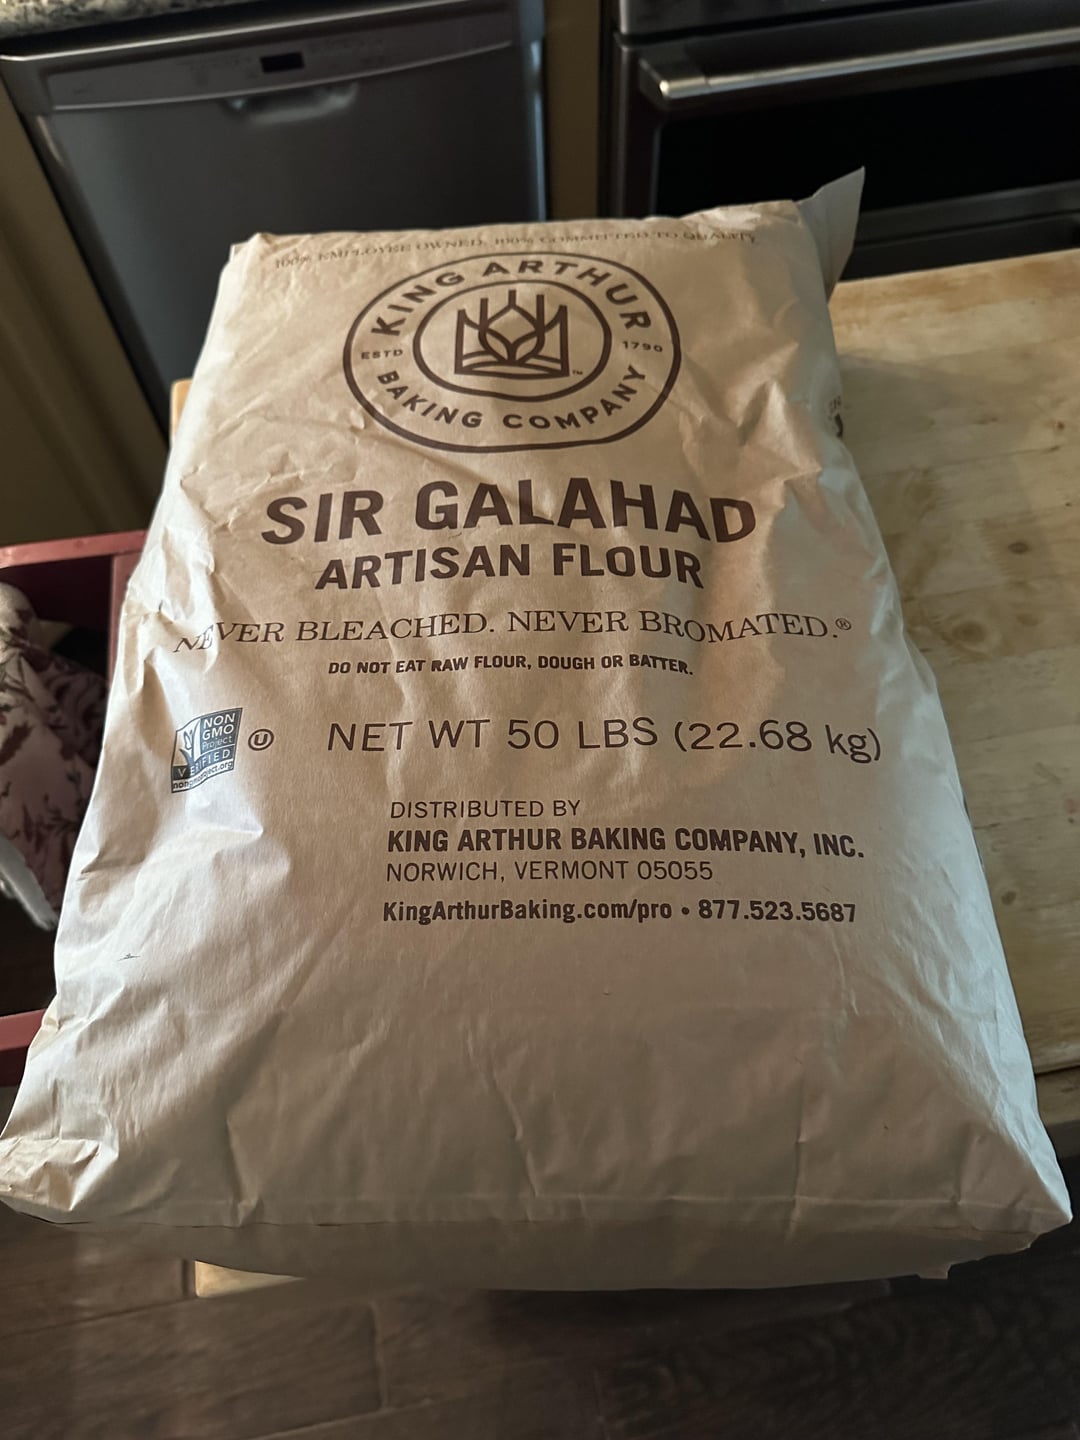 100% EMPLOYEE OWNED. 100% COMMITTED TO QUALITY
KING ARTHUR
ESTD 1790
BAKING COMPANY
™
SIR GALAHAD
ARTISAN FLOUR
NEVER BLEACHED. NEVER BROMATED.®
DO NOT EAT RAW FLOUR, DOUGH OR BATTER.
NON
GMO
Project
VERIFIED
nongmoproject.org
U
NET WT 50 LBS (22.68 kg)
DISTRIBUTED BY
KING ARTHUR BAKING COMPANY, INC.
NORWICH, VERMONT 05055
KingArthurBaking.com/pro • 877.523.5687